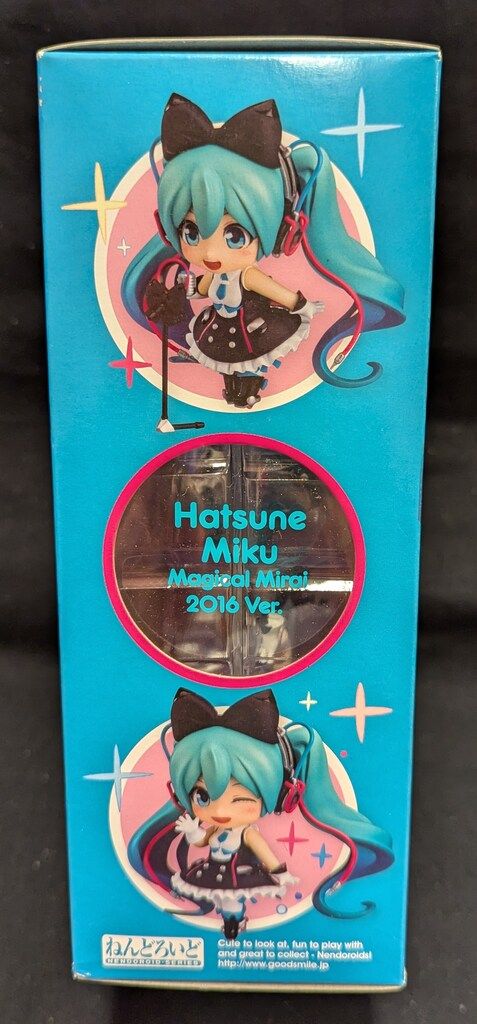 Hatsune
Miku
Magical Mirai
2016 Ver.
ねんどろいど
NENDOROID·SERIES
Cute to look at, fun to play with
and great to collect - Nendoroids!
http://www.goodsmile.jp